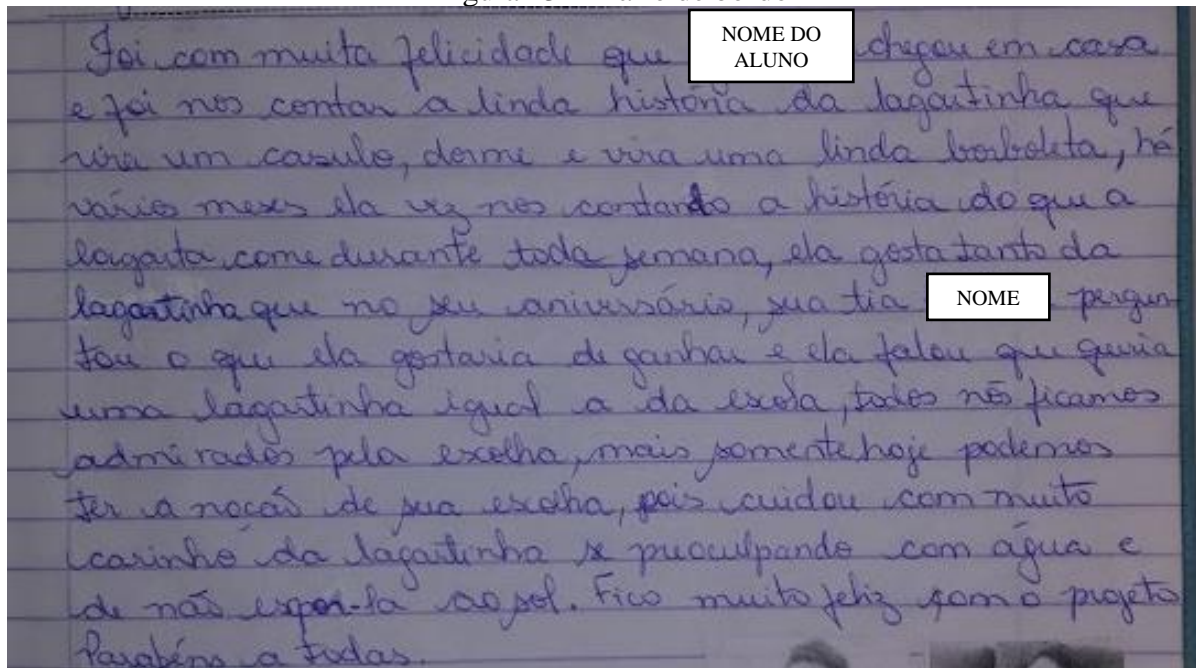 Foi com muita felicidade que NOME DO ALUNO chegou em casa
e foi nos contar a linda história da lagartinha que
vira um casulo, dorme e vira uma linda borboleta, há
vários meses ela vez nos contando a história do que a
lagarta come durante toda semana, ela gosta tanto da
lagartinha que no seu aniversário, sua tia NOME pergun-
tou o que ela gostaria de ganhar e ela falou que queria
uma lagartinha igual a da escola, todos nós ficamos
admirados pela escolha, mais somente hoje podemos
ter a noção de sua escolha, pois cuidou com muito
carinho da lagartinha se preoculpando com água e
de não espor-la ao sol. Fico muito feliz com o projeto
Parabéns a todas.